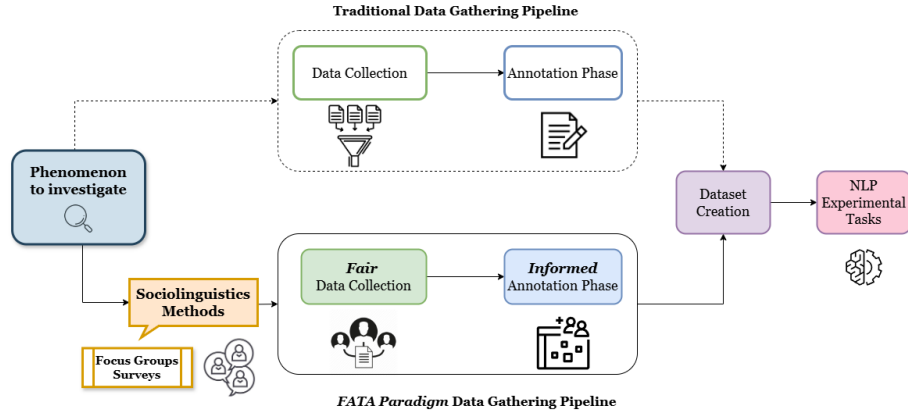 Traditional Data Gathering Pipeline
Data Collection
Annotation Phase
Phenomenon
to investigate
Dataset
Creation
NLP
Experimental
Tasks
Sociolinguistics
Methods
Fair
Data Collection
Informed
Annotation Phase
Focus Groups
Surveys
FATA Paradigm Data Gathering Pipeline